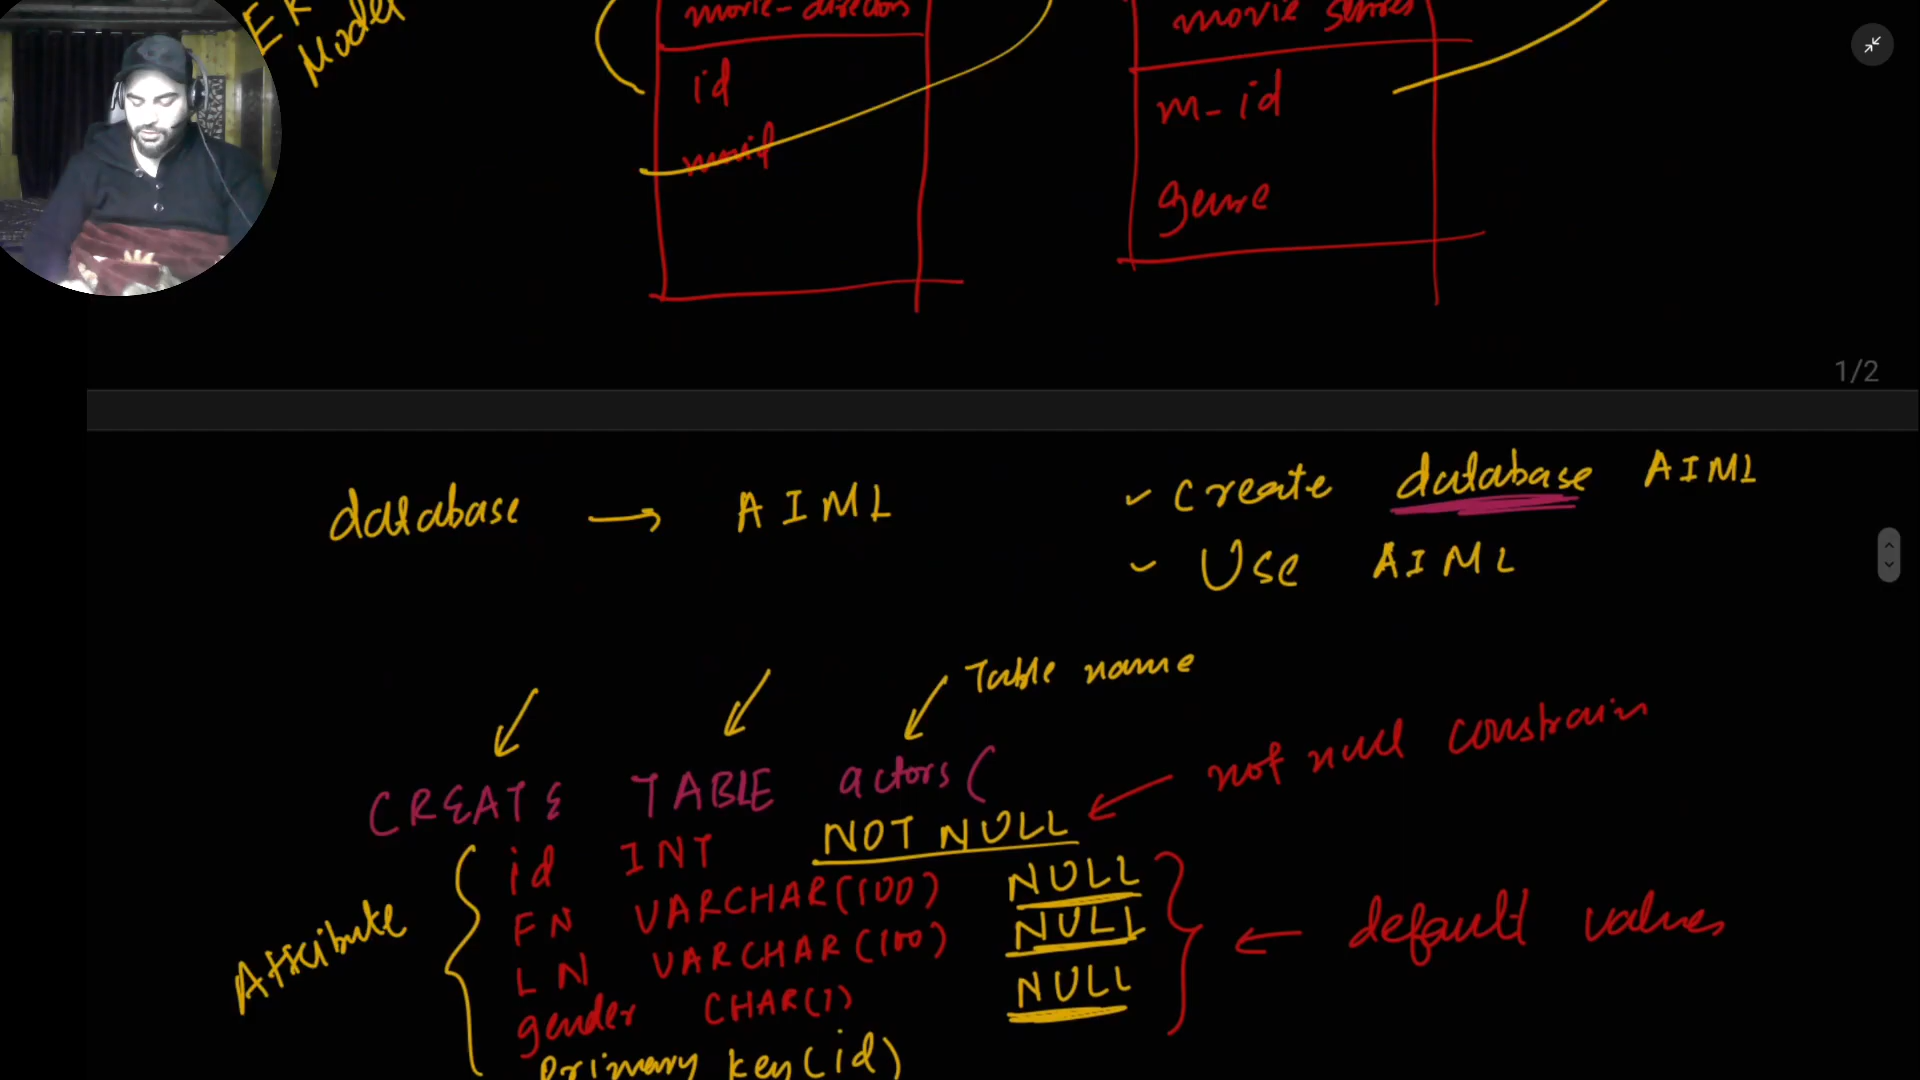 ER
Model
movie-directors
id
movid
movie genres
m-id
genre
1/2
database → AIML
✓ create database AIML
✓ Use AIML
Table name
CREATE TABLE actors(
not null constrain
id INT NOT NULL
FN VARCHAR(100) NULL
LN VARCHAR(100) NULL
gender CHAR(1) NULL
Primary key(id)
Attribute
← default values